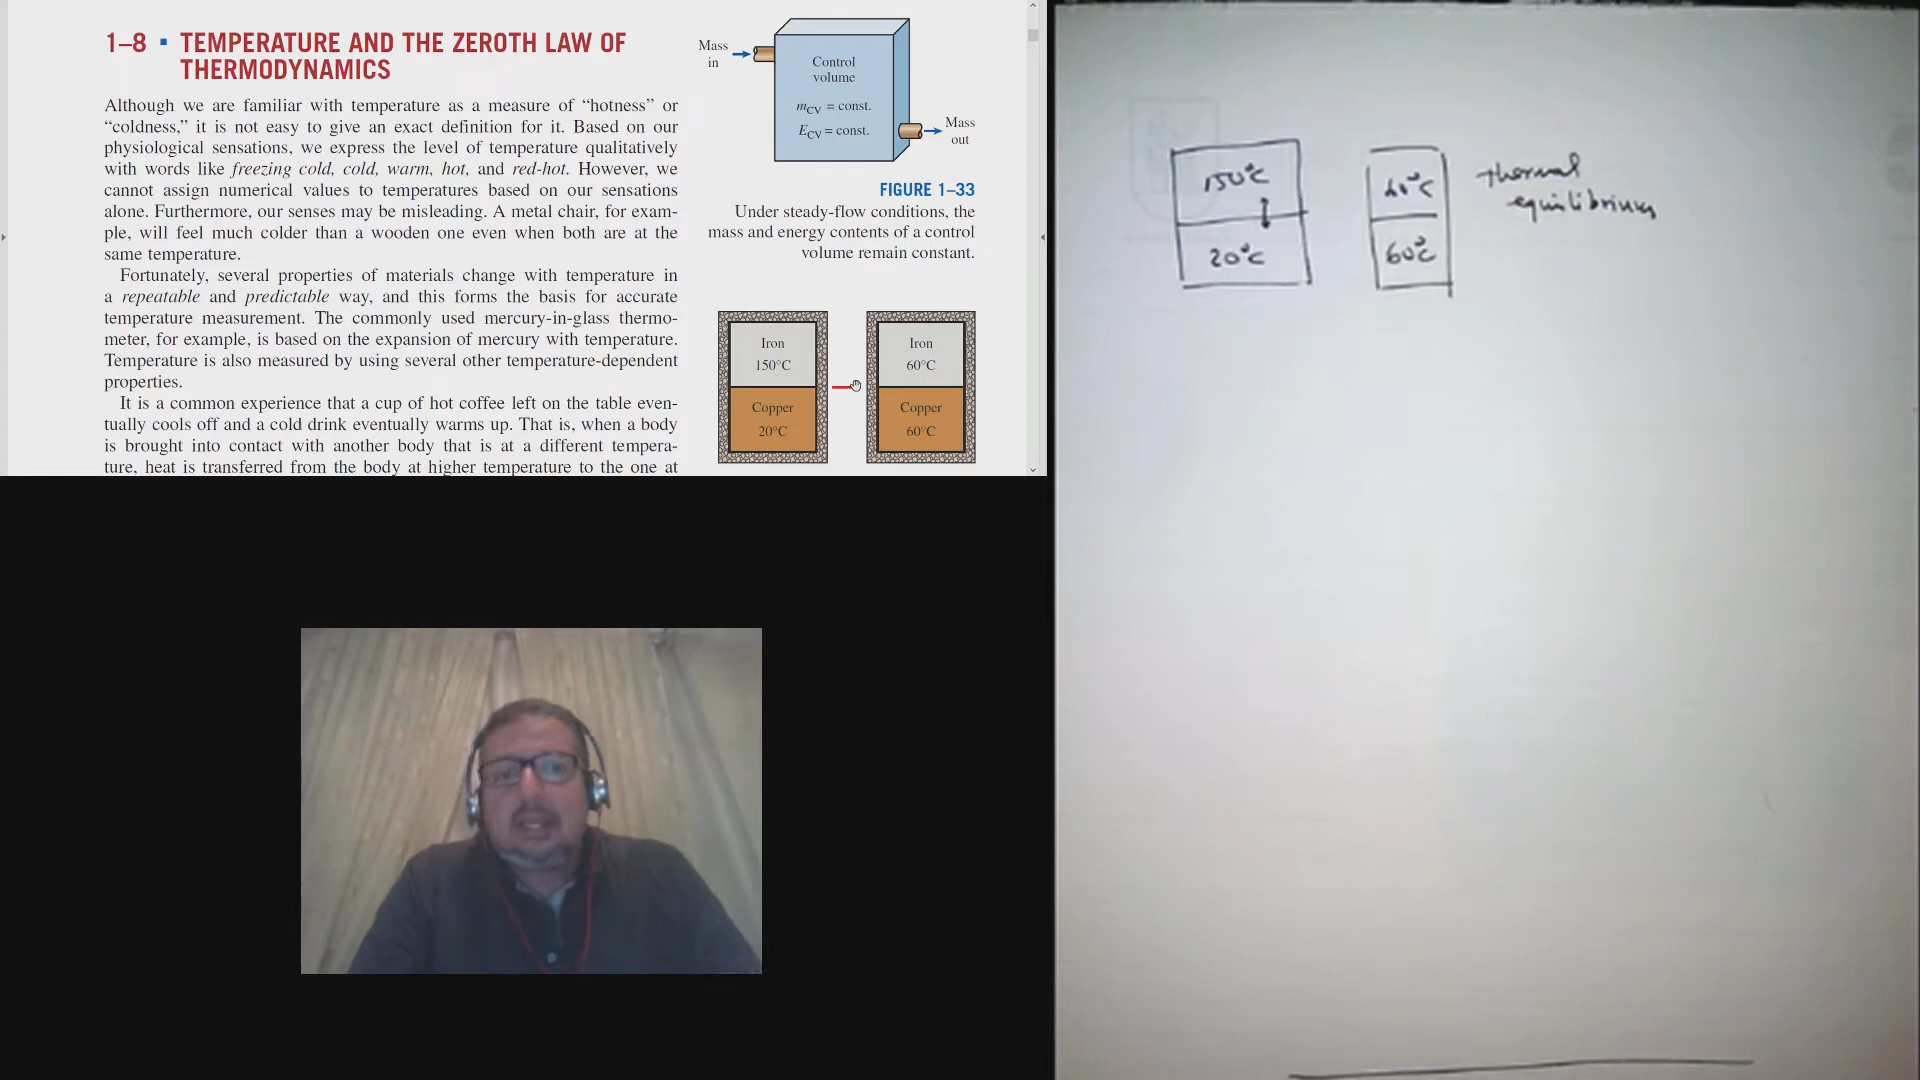 1–8 ▪ TEMPERATURE AND THE ZEROTH LAW OF
THERMODYNAMICS
Although we are familiar with temperature as a measure of “hotness” or
“coldness,” it is not easy to give an exact definition for it. Based on our
physiological sensations, we express the level of temperature qualitatively
with words like freezing cold, cold, warm, hot, and red-hot. However, we
cannot assign numerical values to temperatures based on our sensations
alone. Furthermore, our senses may be misleading. A metal chair, for exam-
ple, will feel much colder than a wooden one even when both are at the
same temperature.
Fortunately, several properties of materials change with temperature in
a repeatable and predictable way, and this forms the basis for accurate
temperature measurement. The commonly used mercury-in-glass thermo-
meter, for example, is based on the expansion of mercury with temperature.
Temperature is also measured by using several other temperature-dependent
properties.
It is a common experience that a cup of hot coffee left on the table even-
tually cools off and a cold drink eventually warms up. That is, when a body
is brought into contact with another body that is at a different tempera-
ture, heat is transferred from the body at higher temperature to the one at
Mass
in
Control
volume
mCV = const.
ECV = const.
Mass
out
FIGURE 1–33
Under steady-flow conditions, the
mass and energy contents of a control
volume remain constant.
Iron
150°C
Copper
20°C
Iron
60°C
Copper
60°C
150°C
20°C
60°C
60°C
thermal
equilibrium